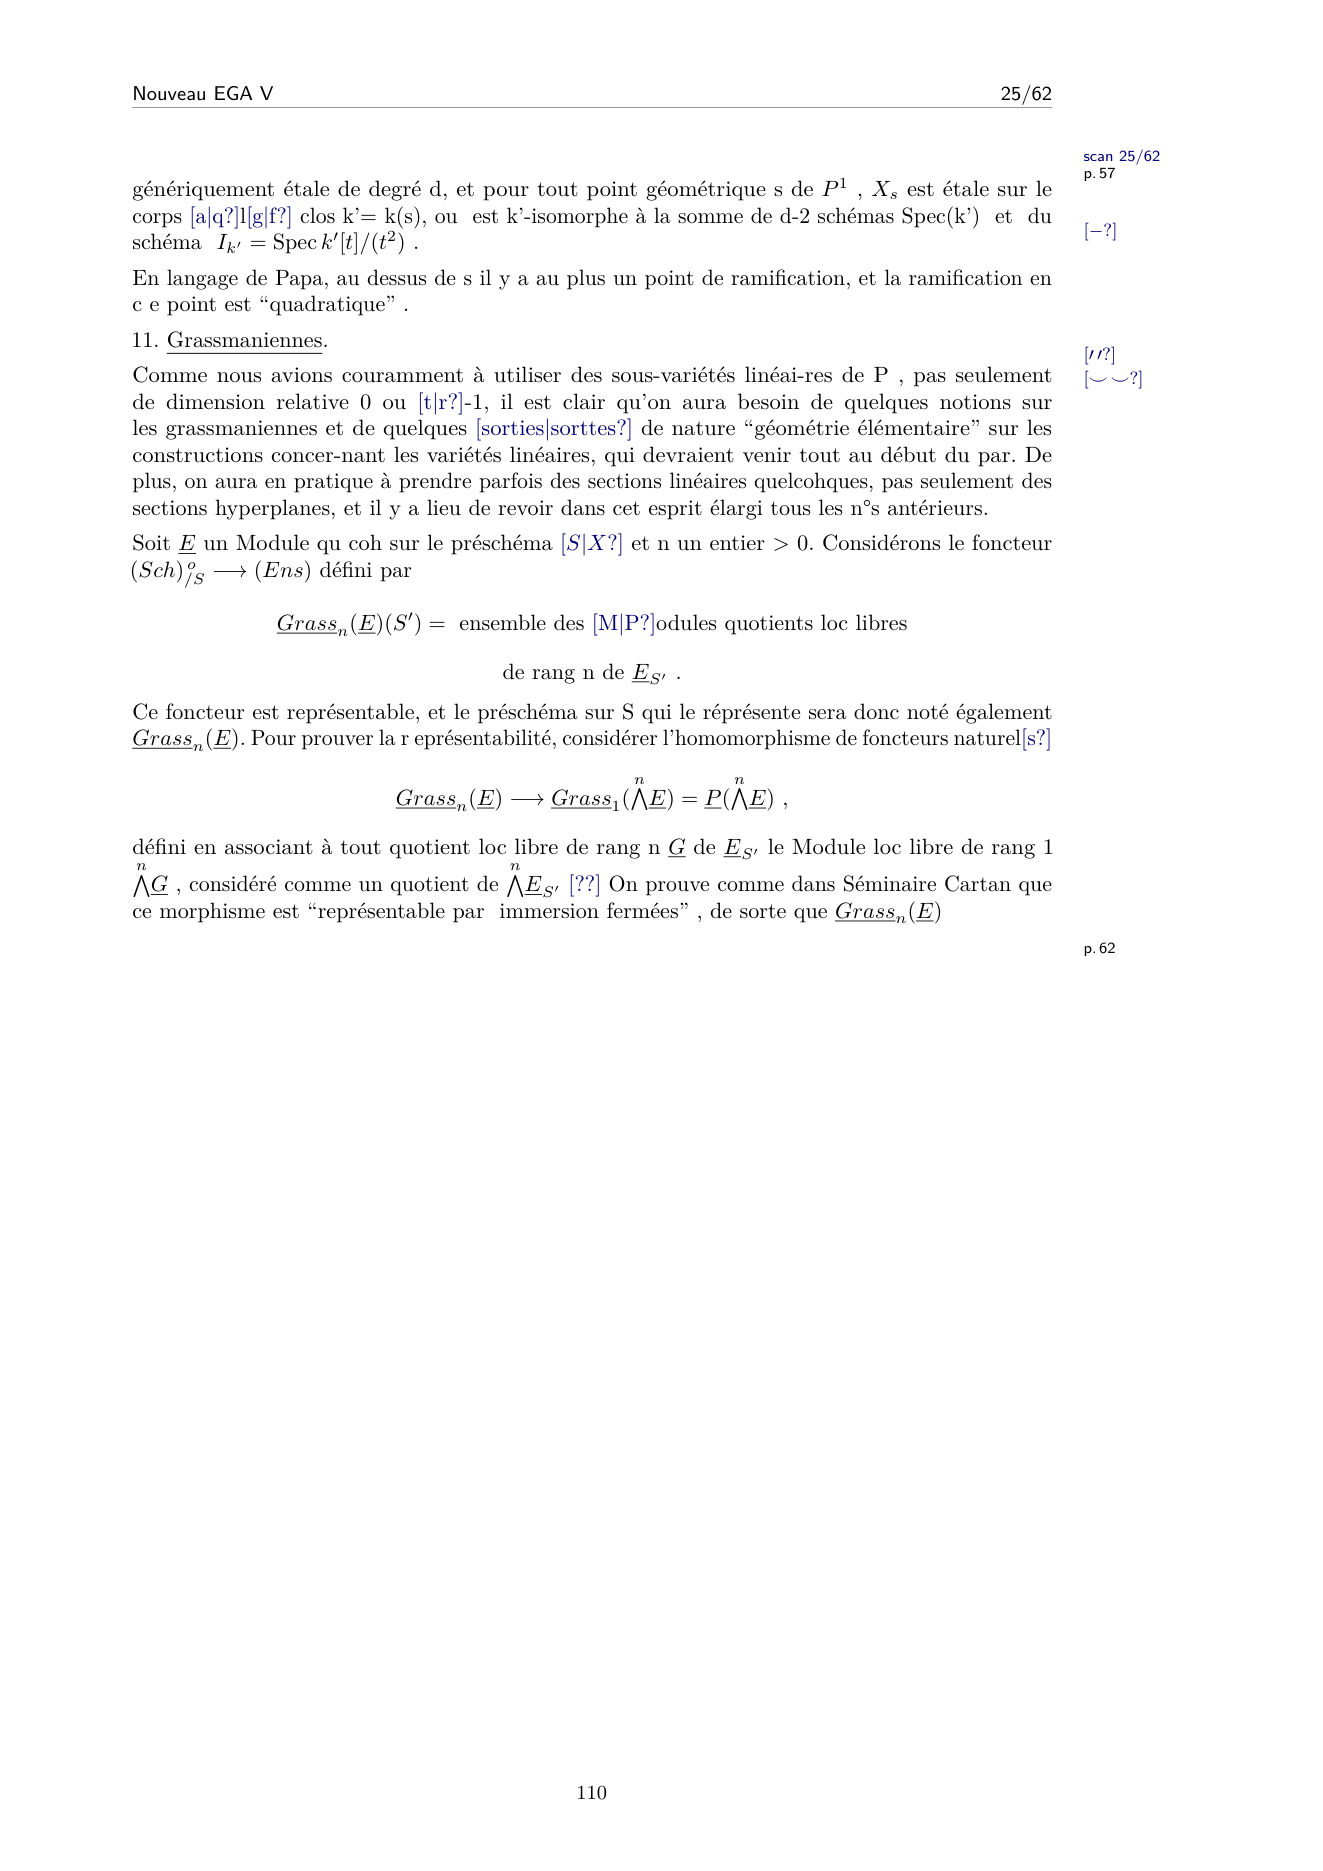 Nouveau EGA V 25/62
scan 25/62
p. 57
génériquement étale de degré d, et pour tout point géométrique s de P¹ , Xₛ est étale sur le
corps [a|q?]l[g|f?] clos k’= k(s), ou est k’-isomorphe à la somme de d-2 schémas Spec(k’) et du
[−?]
schéma I_{k′} = Spec k′[t]/(t²) .
En langage de Papa, au dessus de s il y a au plus un point de ramification, et la ramification en
c e point est “quadratique” .
11. Grassmaniennes.
[′ ′?]
[⌣ ⌣?]
Comme nous avions couramment à utiliser des sous-variétés linéai-res de P , pas seulement
de dimension relative 0 ou [t|r?]-1, il est clair qu’on aura besoin de quelques notions sur
les grassmaniennes et de quelques [sorties|sorttes?] de nature “géométrie élémentaire” sur les
constructions concer-nant les variétés linéaires, qui devraient venir tout au début du par. De
plus, on aura en pratique à prendre parfois des sections linéaires quelcohques, pas seulement des
sections hyperplanes, et il y a lieu de revoir dans cet esprit élargi tous les n°s antérieurs.
Soit E un Module qu coh sur le préschéma [S|X?] et n un entier > 0. Considérons le foncteur
(Sch)°_{/S} ⟶ (Ens) défini par
Grass_n(E)(S′) = ensemble des [M|P?]odules quotients loc libres
de rang n de E_{S′} .
Ce foncteur est représentable, et le préschéma sur S qui le réprésente sera donc noté également
Grass_n(E). Pour prouver la r eprésentabilité, considérer l’homomorphisme de foncteurs naturel[s?]
Grass_n(E) ⟶ Grass_1(⋀^n E) = P(⋀^n E) ,
défini en associant à tout quotient loc libre de rang n G de E_{S′} le Module loc libre de rang 1
⋀^n G , considéré comme un quotient de ⋀^n E_{S′} [??] On prouve comme dans Séminaire Cartan que
ce morphisme est “représentable par immersion fermées” , de sorte que Grass_n(E)
p. 62
110